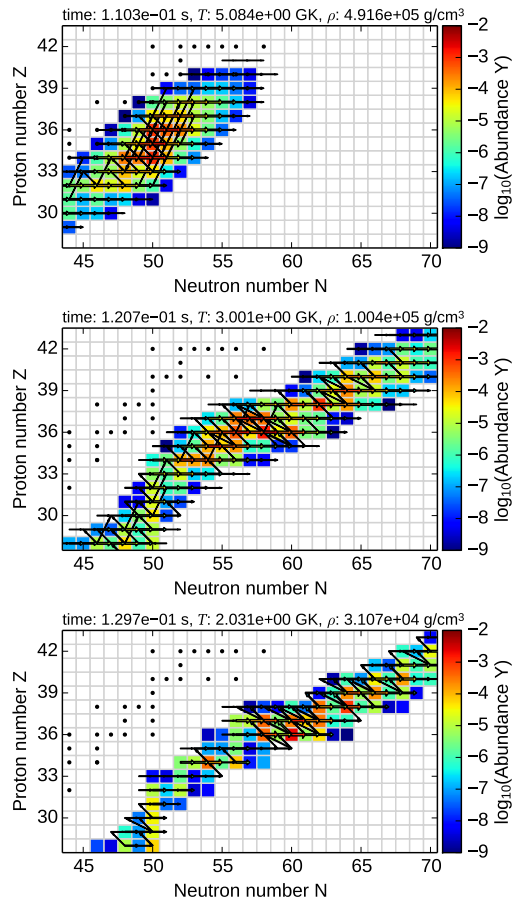 time: 1.103e−01 s, T: 5.084e+00 GK, ρ: 4.916e+05 g/cm³
42
39
36
33
30
Proton number Z
45 50 55 60 65 70
Neutron number N
−2
−3
−4
−5
−6
−7
−8
−9
log₁₀(Abundance Y)
time: 1.207e−01 s, T: 3.001e+00 GK, ρ: 1.004e+05 g/cm³
42
39
36
33
30
Proton number Z
45 50 55 60 65 70
Neutron number N
−2
−3
−4
−5
−6
−7
−8
−9
log₁₀(Abundance Y)
time: 1.297e−01 s, T: 2.031e+00 GK, ρ: 3.107e+04 g/cm³
42
39
36
33
30
Proton number Z
45 50 55 60 65 70
Neutron number N
−2
−3
−4
−5
−6
−7
−8
−9
log₁₀(Abundance Y)